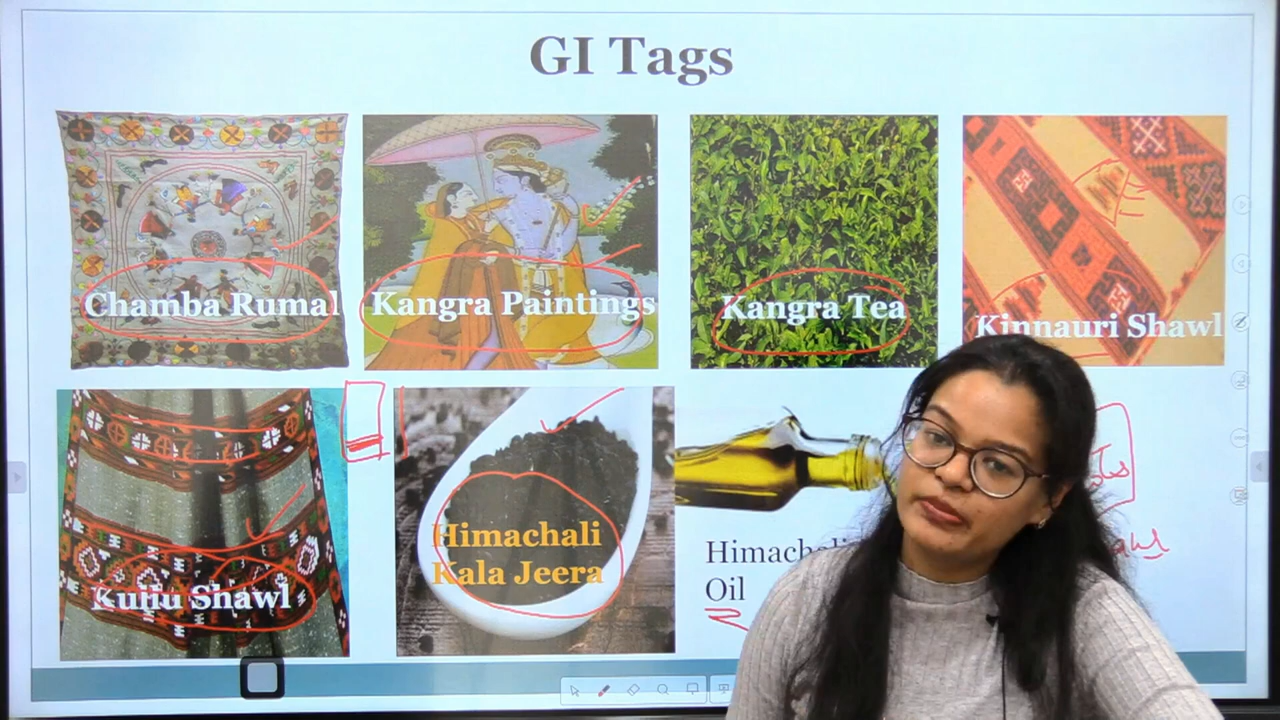 GI Tags
Chamba Rumal
Kangra Paintings
Kangra Tea
Kinnauri Shawl
Kullu Shawl
Himachali
Kala Jeera
Himachali
Oil